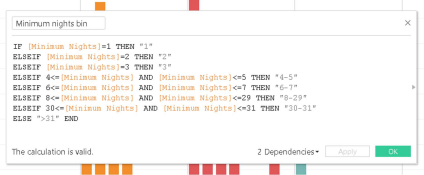 Minimum nights bin
IF [Minimum Nights]=1 THEN "1"
ELSEIF [Minimum Nights]=2 THEN "2"
ELSEIF [Minimum Nights]=3 THEN "3"
ELSEIF 4<=[Minimum Nights] AND [Minimum Nights]<=5 THEN "4-5"
ELSEIF 6<=[Minimum Nights] AND [Minimum Nights]<=7 THEN "6-7"
ELSEIF 8<=[Minimum Nights] AND [Minimum Nights]<=29 THEN "8-29"
ELSEIF 30<=[Minimum Nights] AND [Minimum Nights]<=31 THEN "30-31"
ELSE ">31" END
The calculation is valid. 2 Dependencies Apply OK